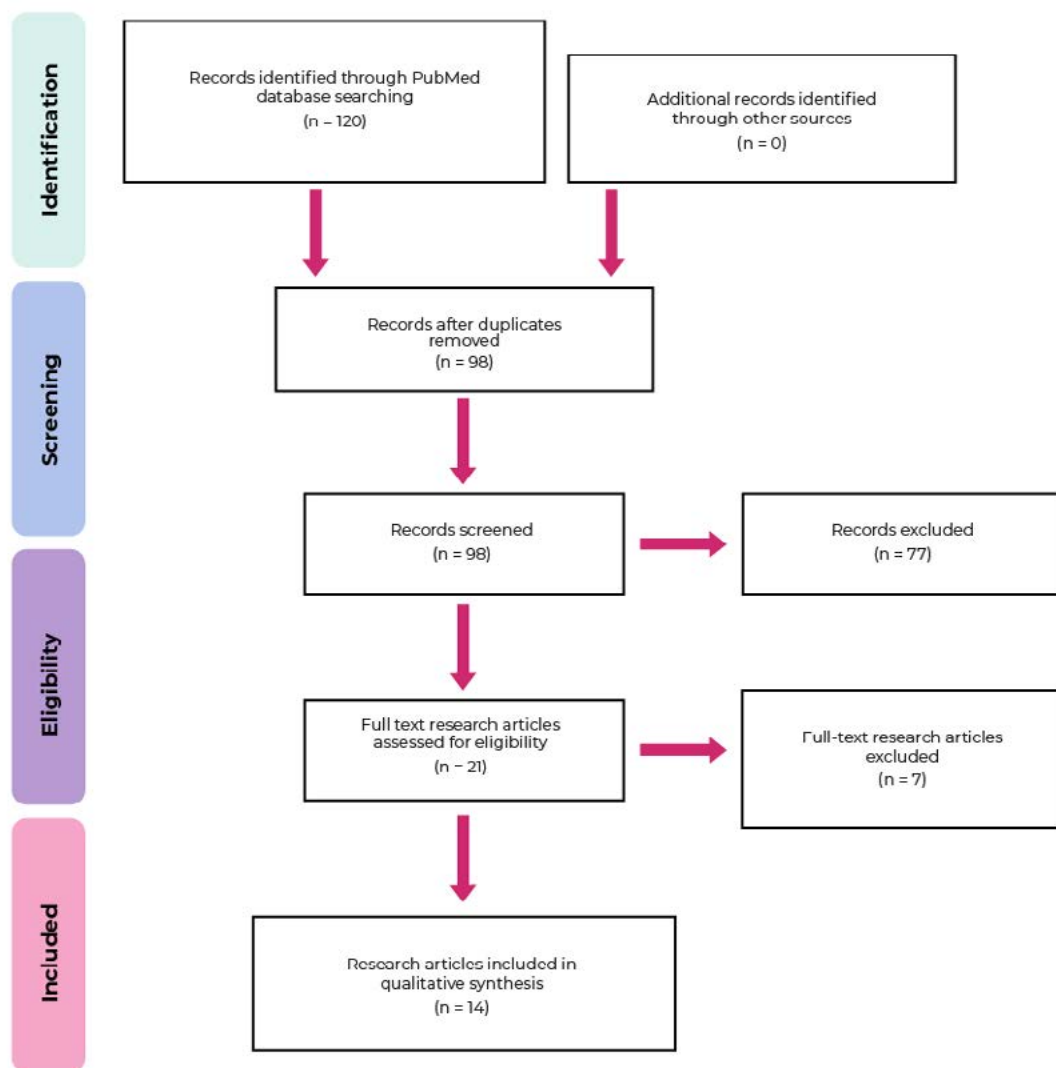 Identification
Records identified through PubMed
database searching
(n – 120)
Additional records identified
through other sources
(n = 0)
Screening
Records after duplicates
removed
(n = 98)
Records screened
(n = 98)
Records excluded
(n = 77)
Eligibility
Full text research articles
assessed for eligibility
(n – 21)
Full-text research articles
excluded
(n = 7)
Included
Research articles included in
qualitative synthesis
(n = 14)